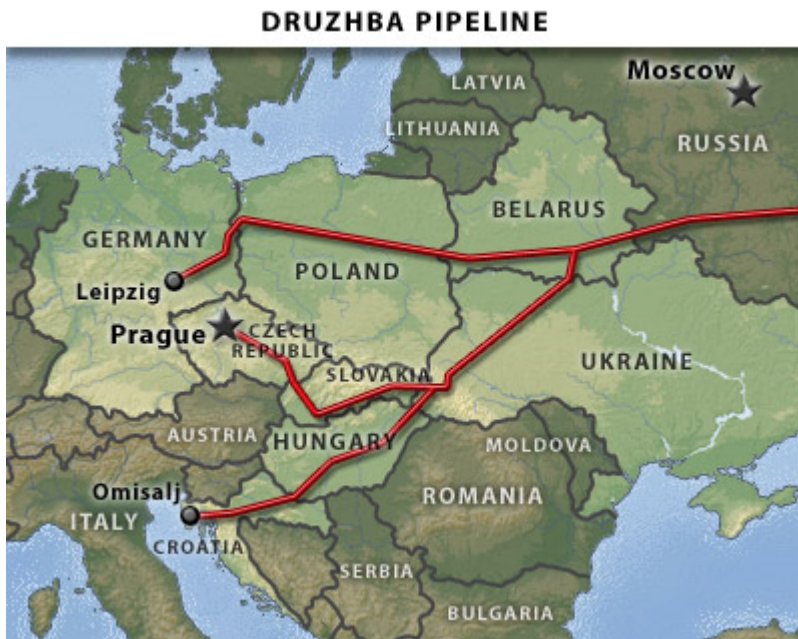 DRUZHBA PIPELINE
Moscow
LATVIA
LITHUANIA
RUSSIA
BELARUS
GERMANY
POLAND
Leipzig
Prague
CZECH
REPUBLIC
UKRAINE
SLOVAKIA
AUSTRIA
HUNGARY
MOLDOVA
Omisalj
ROMANIA
ITALY
CROATIA
SERBIA
BULGARIA